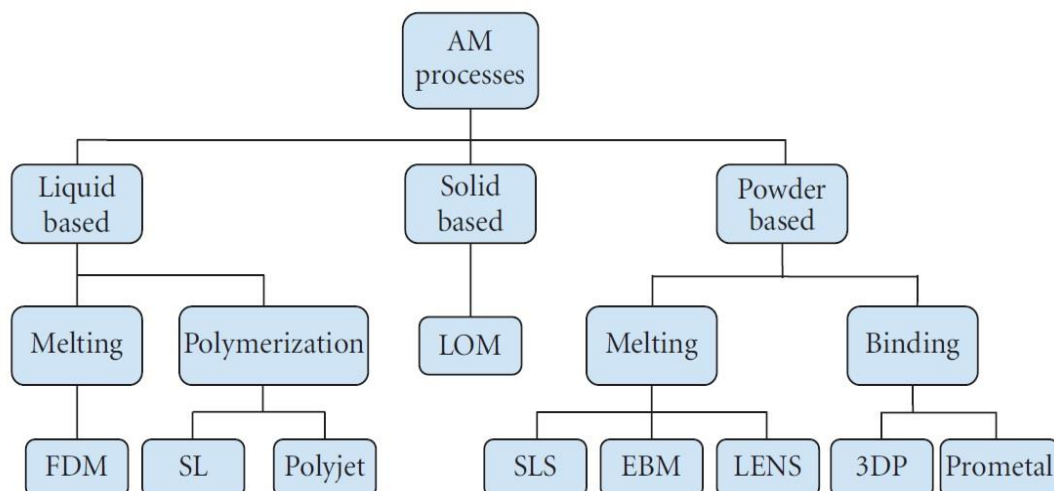 AM
processes
Liquid
based
Solid
based
Powder
based
Melting
Polymerization
LOM
Melting
Binding
FDM
SL
Polyjet
SLS
EBM
LENS
3DP
Prometal